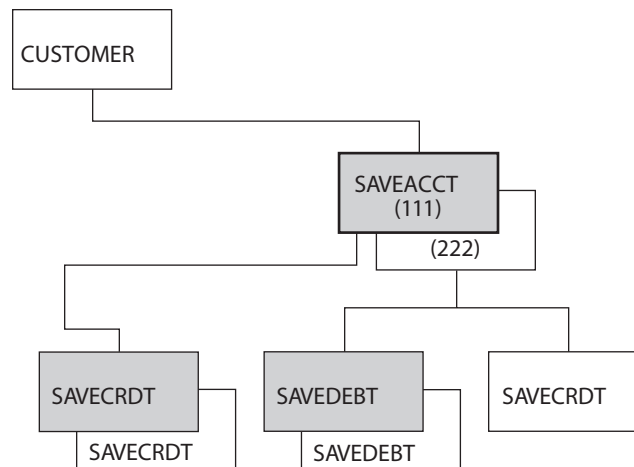 CUSTOMER
SAVEACCT
(111)
(222)
SAVECRDT
SAVEDEBT
SAVECRDT
SAVECRDT
SAVEDEBT